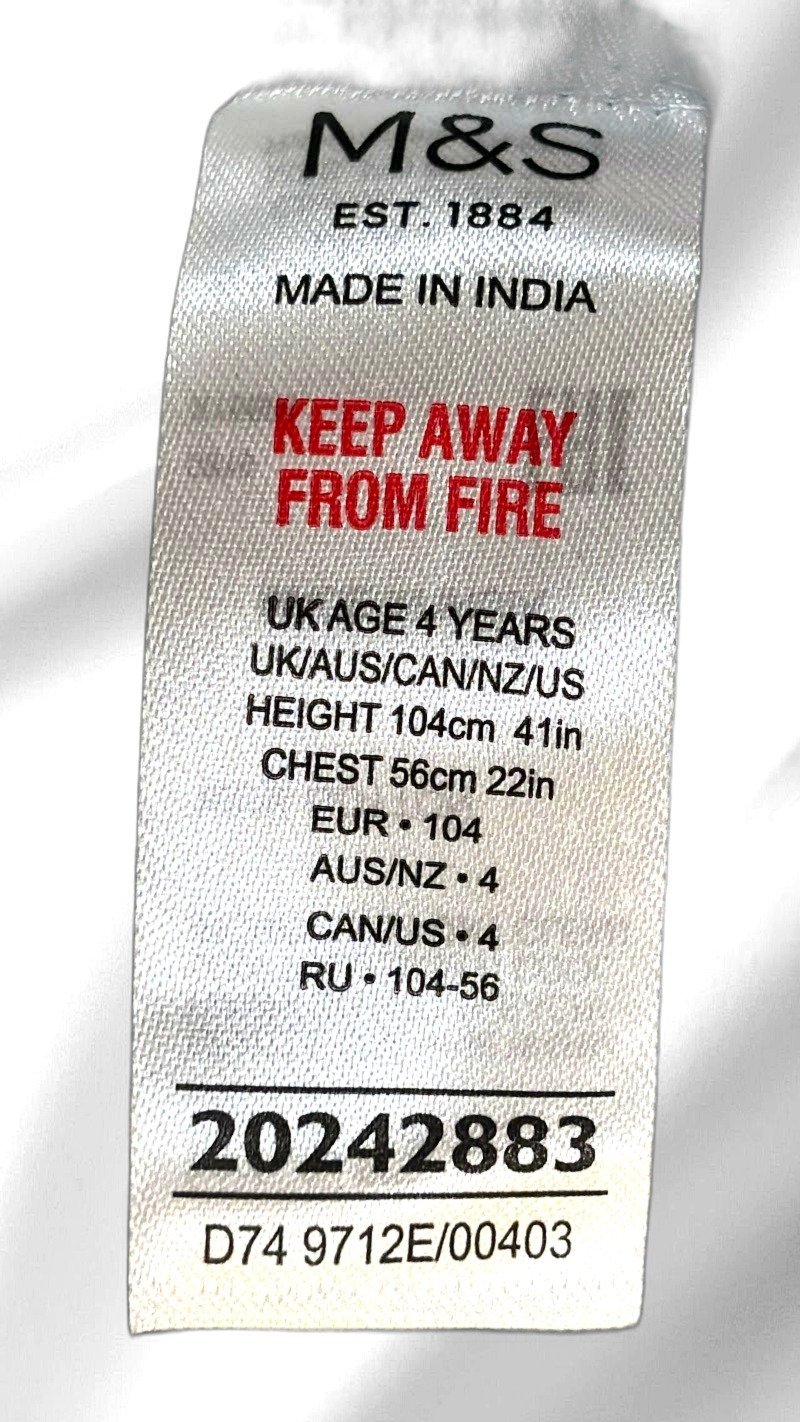 M&S
EST. 1884
MADE IN INDIA
KEEP AWAY
FROM FIRE
UK AGE 4 YEARS
UK/AUS/CAN/NZ/US
HEIGHT 104cm 41in
CHEST 56cm 22in
EUR • 104
AUS/NZ • 4
CAN/US • 4
RU • 104-56
20242883
D74 9712E/00403